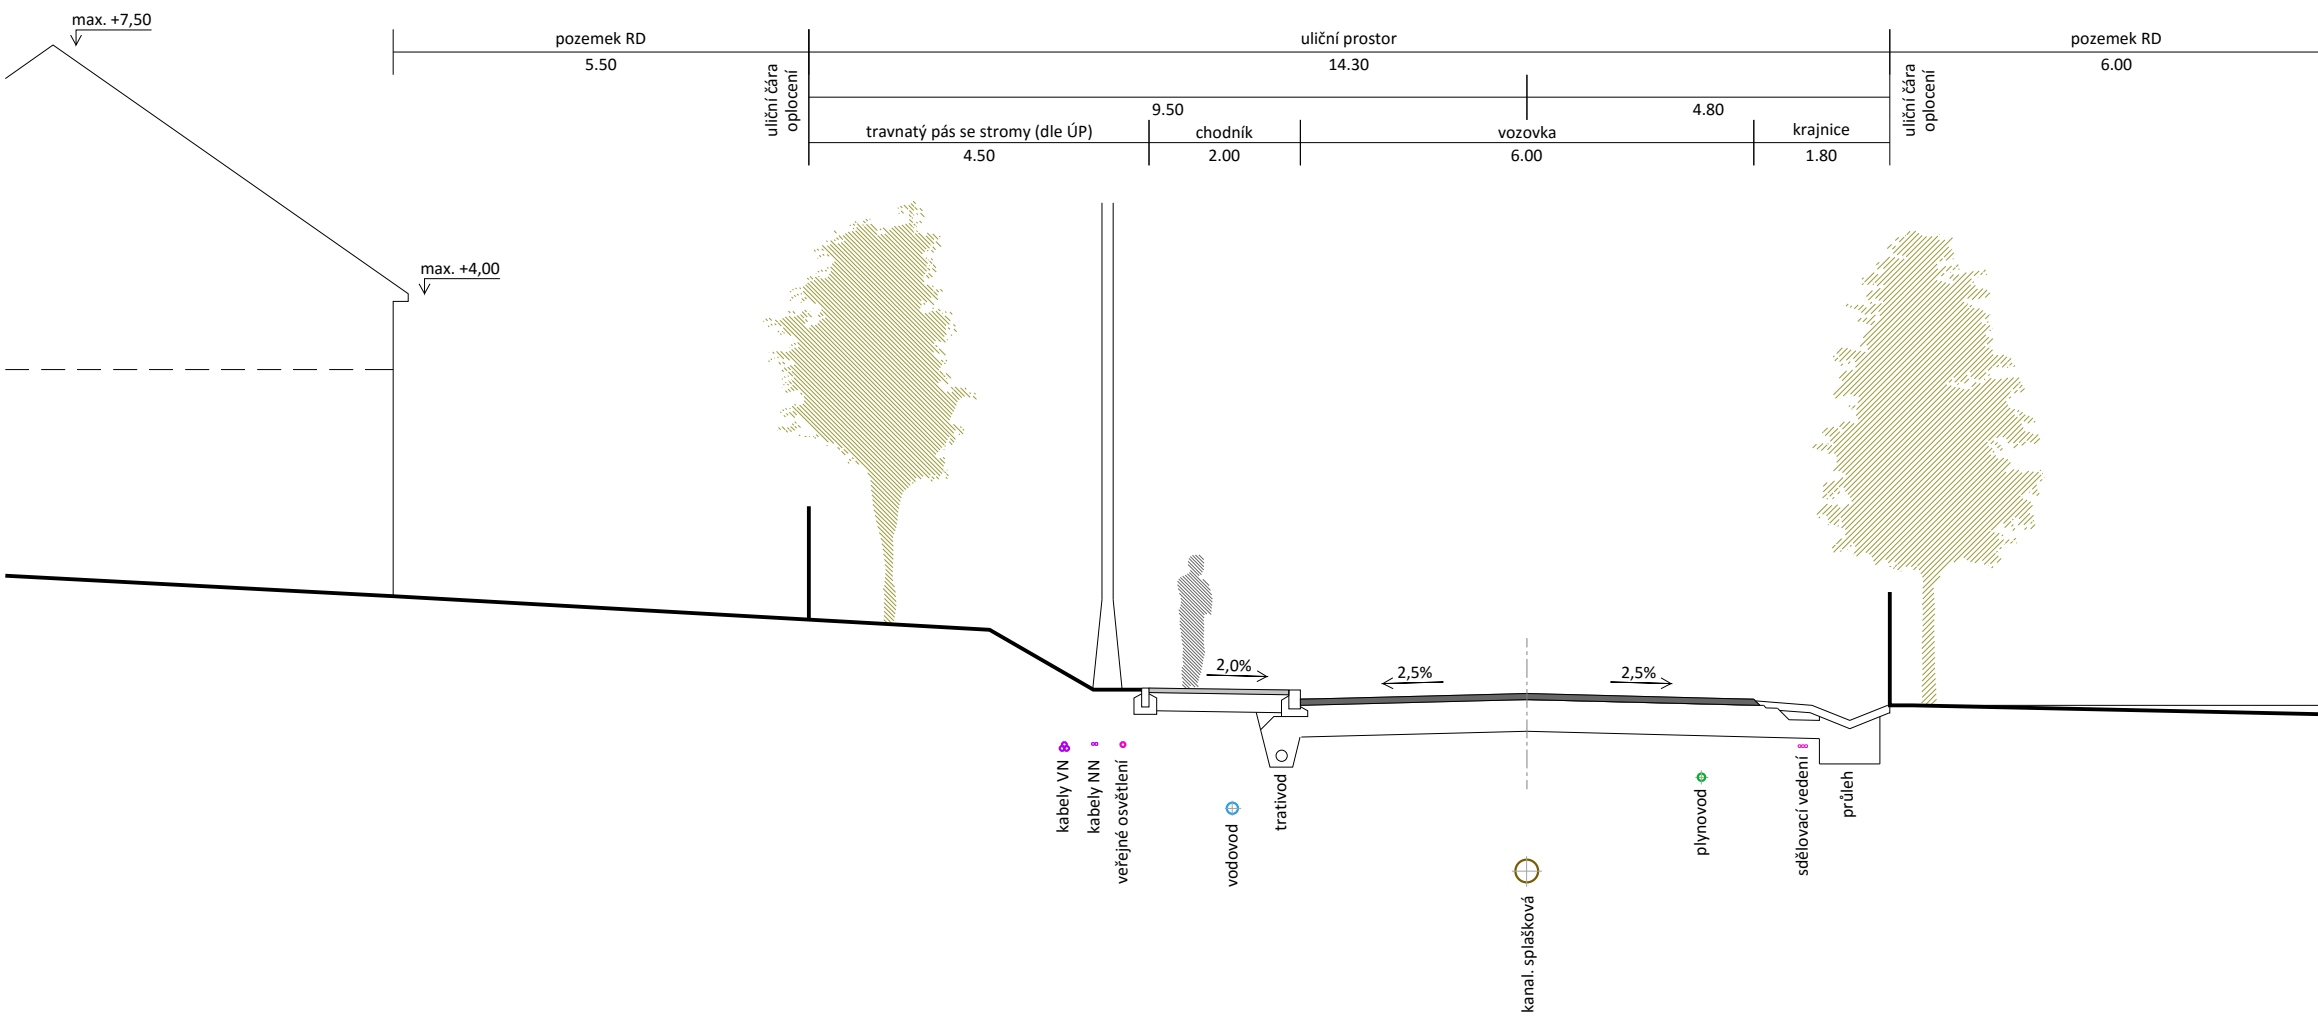 max. +7,50
pozemek RD
uliční prostor
pozemek RD
5.50
14.30
6.00
uliční čára
oplocení
uliční čára
oplocení
9.50
4.80
travnatý pás se stromy (dle ÚP)
chodník
vozovka
krajnice
4.50
2.00
6.00
1.80
max. +4,00
2,0%
2,5%
2,5%
kabely VN
kabely NN
veřejné osvětlení
vodovod
trativod
kanal. splašková
plynovod
sdělovací vedení
průleh